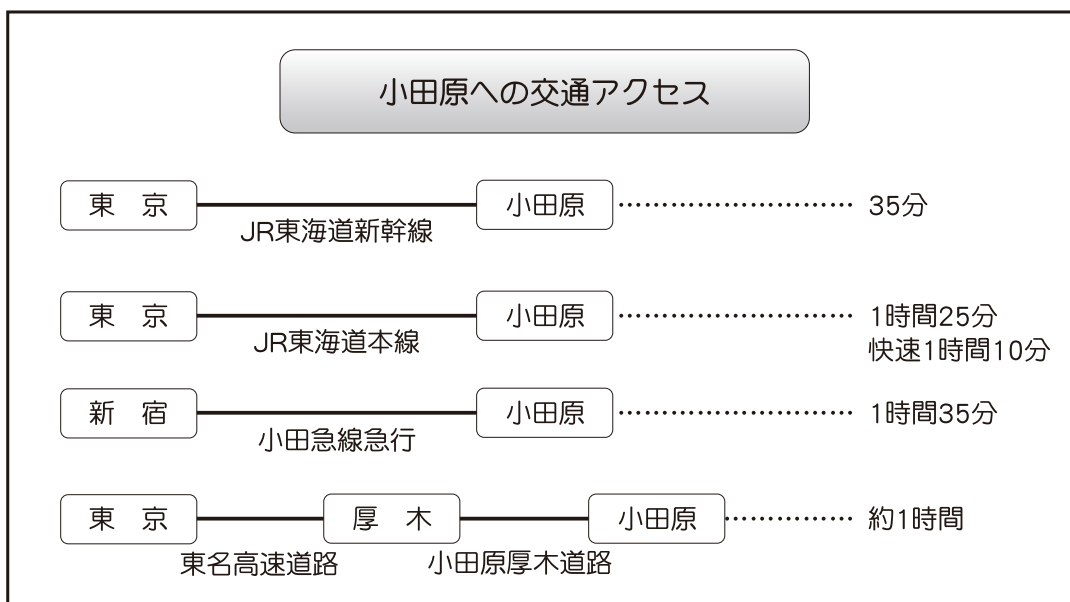 小田原への交通アクセス
東　京　小田原　35分
JR東海道新幹線
東　京　小田原　1時間25分
JR東海道本線　快速1時間10分
新　宿　小田原　1時間35分
小田急線急行
東　京　厚　木　小田原　約1時間
東名高速道路　小田原厚木道路